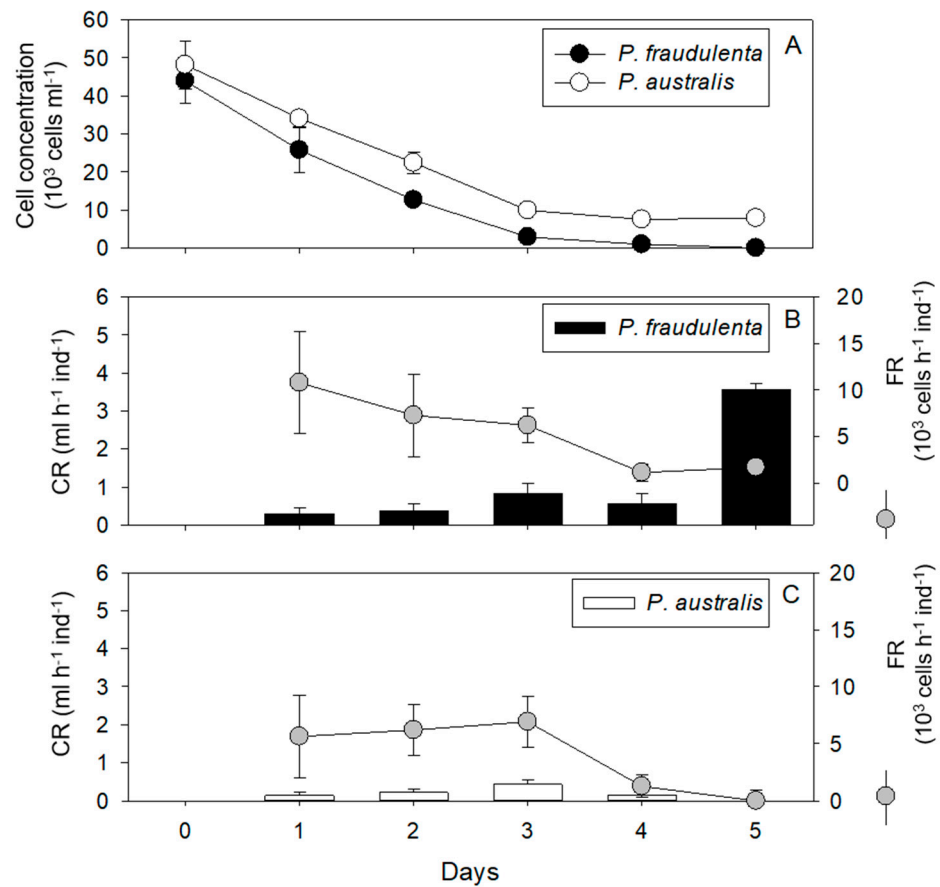 Cell concentration
(10³ cells ml⁻¹)
60
50
40
30
20
10
0
P. fraudulenta
P. australis
A
CR (ml h⁻¹ ind⁻¹)
6
5
4
3
2
1
0
P. fraudulenta
B
20
15
10
5
0
FR
(10³ cells h⁻¹ ind⁻¹)
CR (ml h⁻¹ ind⁻¹)
6
5
4
3
2
1
0
P. australis
C
20
15
10
5
0
FR
(10³ cells h⁻¹ ind⁻¹)
0 1 2 3 4 5
Days